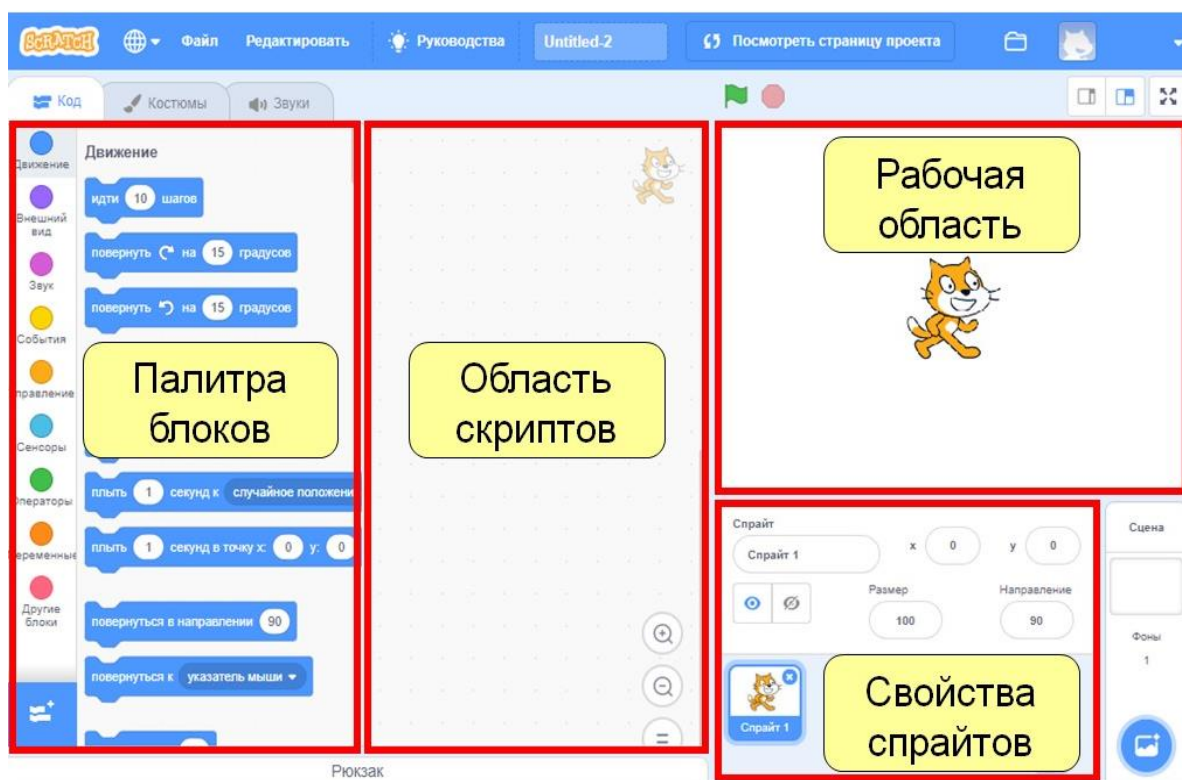 SCRATCH
Файл Редактировать Руководства Untitled-2 Посмотреть страницу проекта
Код Костюмы Звуки
Движение
Внешний
вид
Звук
События
правление
Сенсоры
Операторы
еременные
Другие
блоки
Движение
идти 10 шагов
повернуть на 15 градусов
повернуть на 15 градусов
Палитра
блоков
плыть 1 секунд к случайное положени
плыть 1 секунд в точку x: 0 y: 0
повернуться в направлении 90
повернуться к указатель мыши
Область
скриптов
Рабочая
область
Спрайт
Спрайт 1 x 0 y 0
Размер Направление
100 90
Спрайт 1
Свойства
спрайтов
Сцена
Фоны
1
Рюкзак